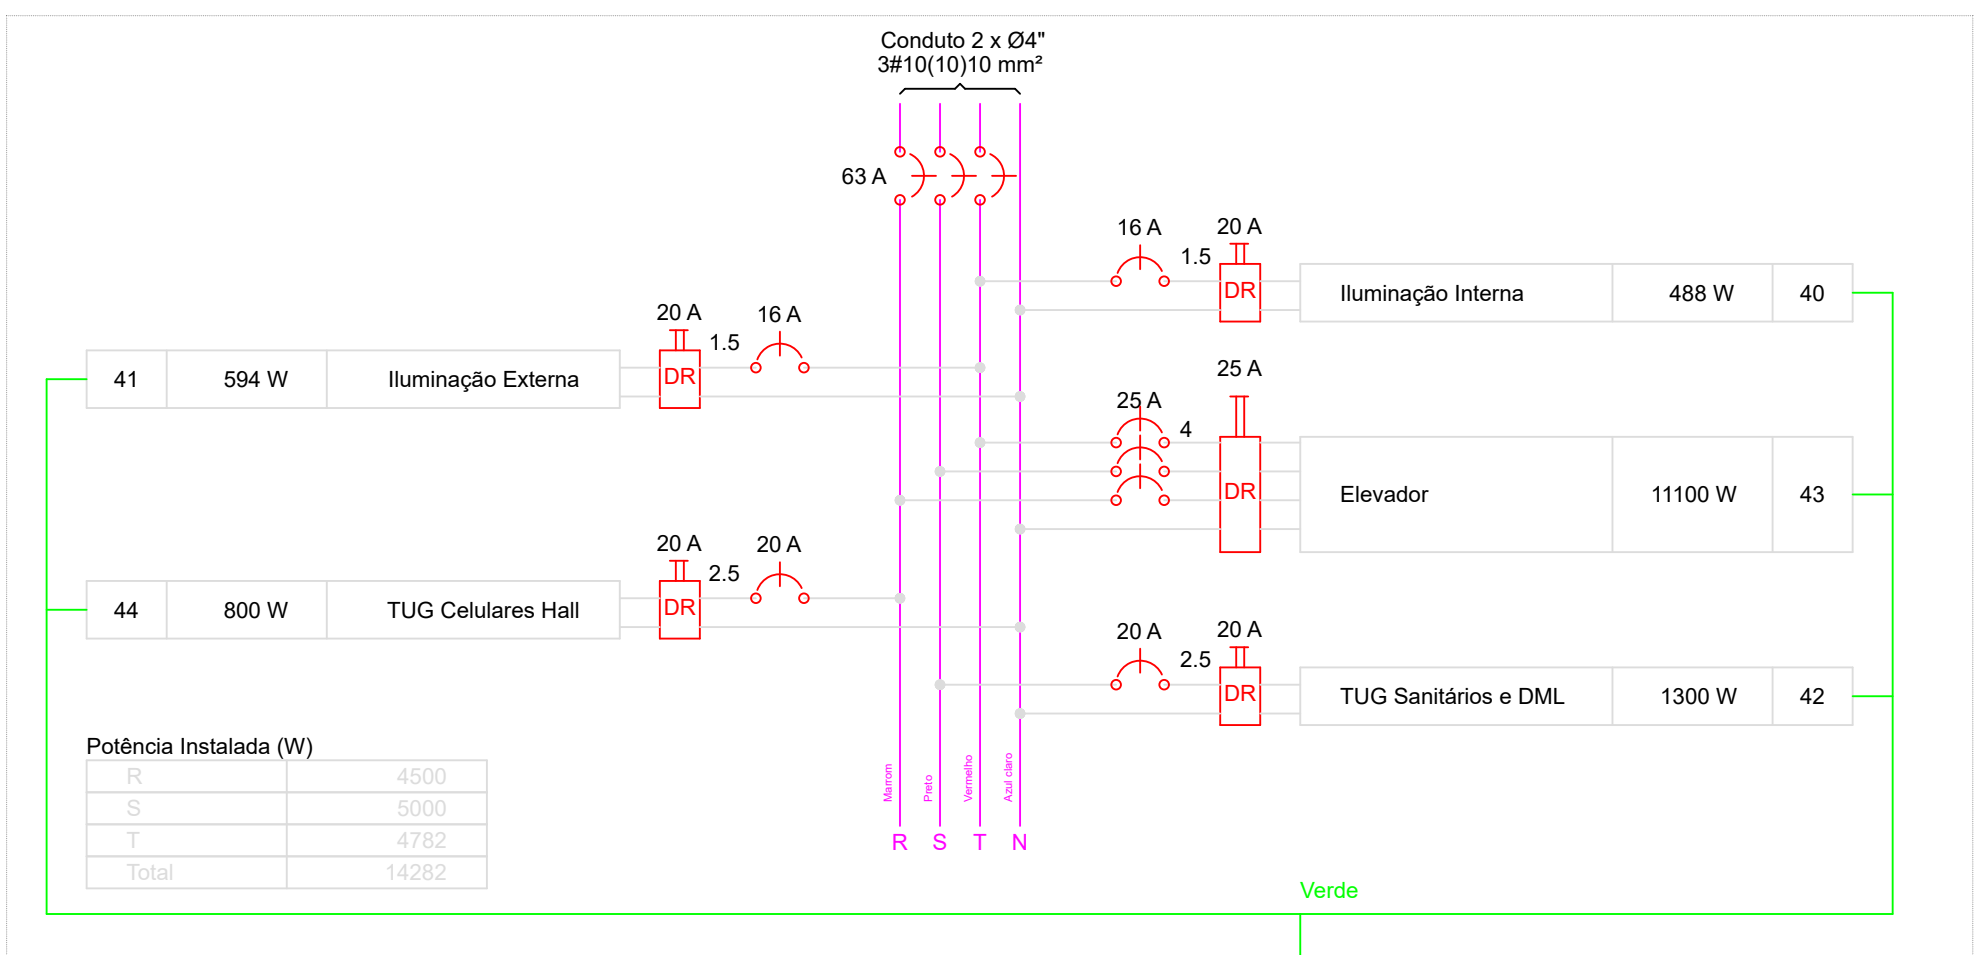 Conduto 2 x Ø4"
3#10(10)10 mm²
63 A
16 A
20 A
1.5
DR
Iluminação Interna
488 W
40
20 A
16 A
1.5
41
594 W
Iluminação Externa
DR
25 A
25 A
4
DR
Elevador
11100 W
43
20 A
20 A
2.5
44
800 W
TUG Celulares Hall
DR
20 A
20 A
2.5
DR
TUG Sanitários e DML
1300 W
42
Potência Instalada (W)
R 4500
S 5000
T 4782
Total 14282
Marrom
Preto
Vermelho
Azul claro
R S T N
Verde